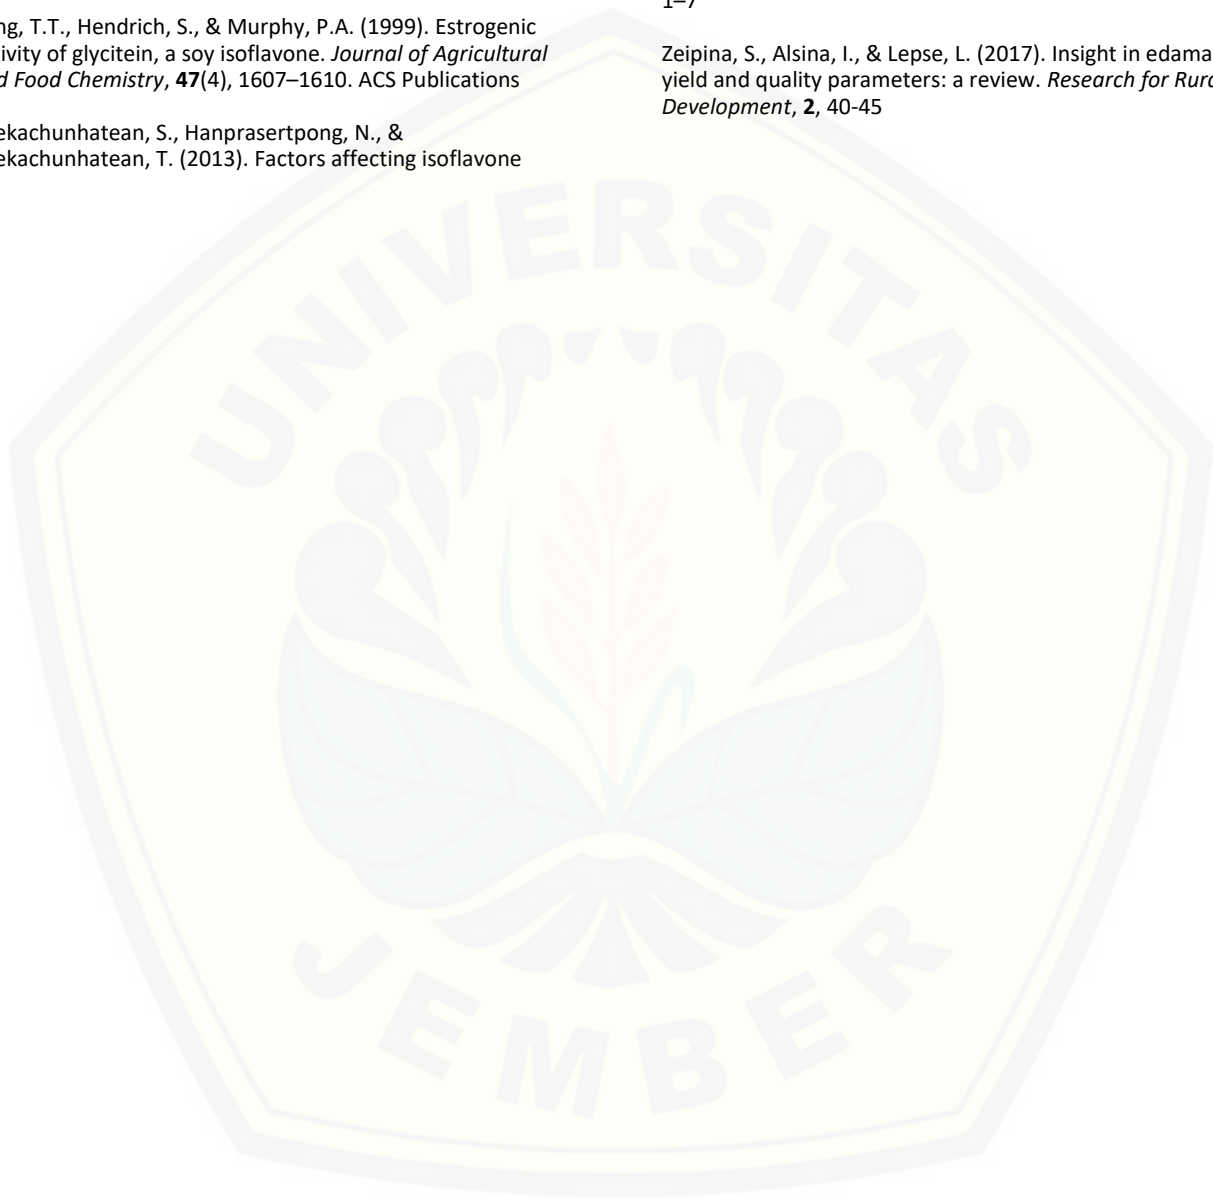 ng, T.T., Hendrich, S., & Murphy, P.A. (1999). Estrogenic
ivity of glycitein, a soy isoflavone. Journal of Agricultural
d Food Chemistry, 47(4), 1607–1610. ACS Publications
ekachunhatean, S., Hanprasertpong, N., &
ekachunhatean, T. (2013). Factors affecting isoflavone
1–7
Zeipina, S., Alsina, I., & Lepse, L. (2017). Insight in edama
yield and quality parameters: a review. Research for Rura
Development, 2, 40-45
UNIVERSITAS
JEMBER